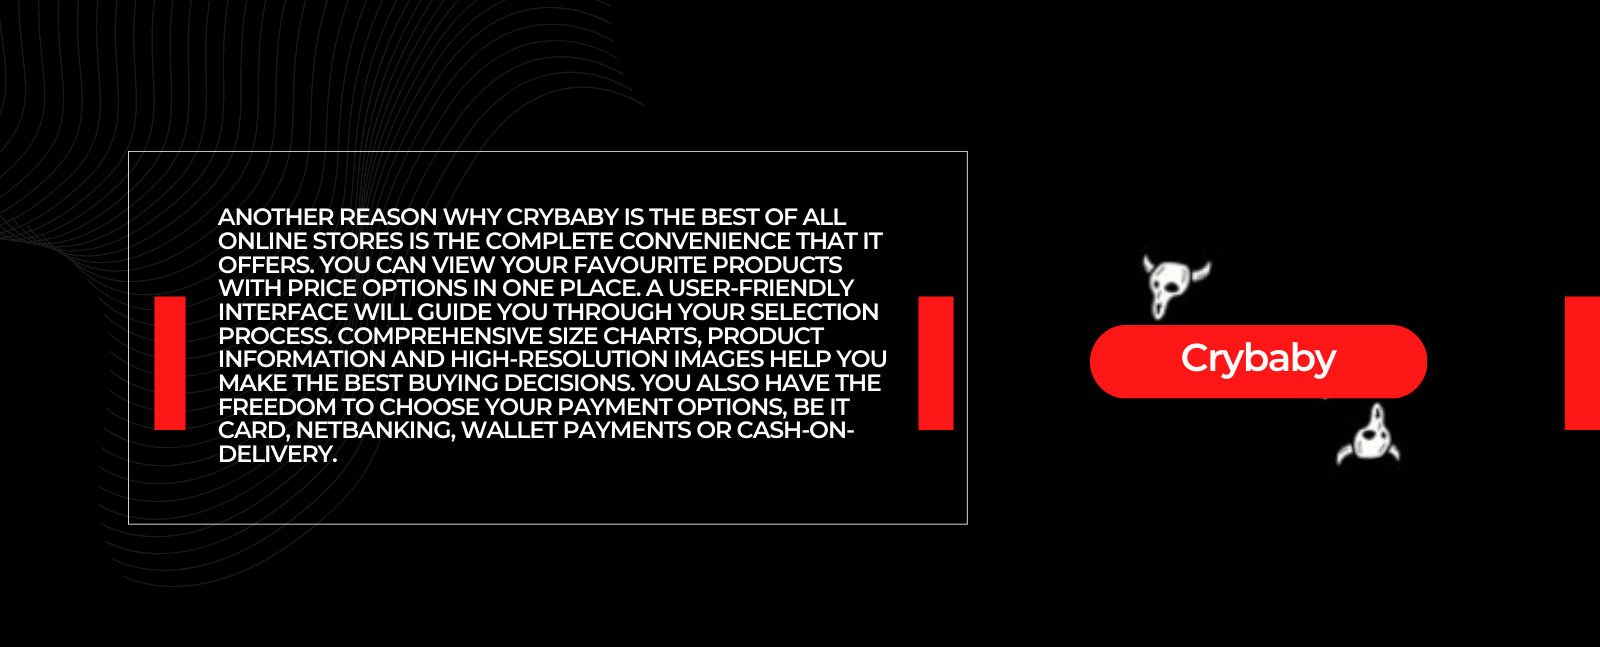 ANOTHER REASON WHY CRYBABY IS THE BEST OF ALL
ONLINE STORES IS THE COMPLETE CONVENIENCE THAT IT
OFFERS. YOU CAN VIEW YOUR FAVOURITE PRODUCTS
WITH PRICE OPTIONS IN ONE PLACE. A USER-FRIENDLY
INTERFACE WILL GUIDE YOU THROUGH YOUR SELECTION
PROCESS. COMPREHENSIVE SIZE CHARTS, PRODUCT
INFORMATION AND HIGH-RESOLUTION IMAGES HELP YOU
MAKE THE BEST BUYING DECISIONS. YOU ALSO HAVE THE
FREEDOM TO CHOOSE YOUR PAYMENT OPTIONS, BE IT
CARD, NETBANKING, WALLET PAYMENTS OR CASH-ON-
DELIVERY.
Crybaby